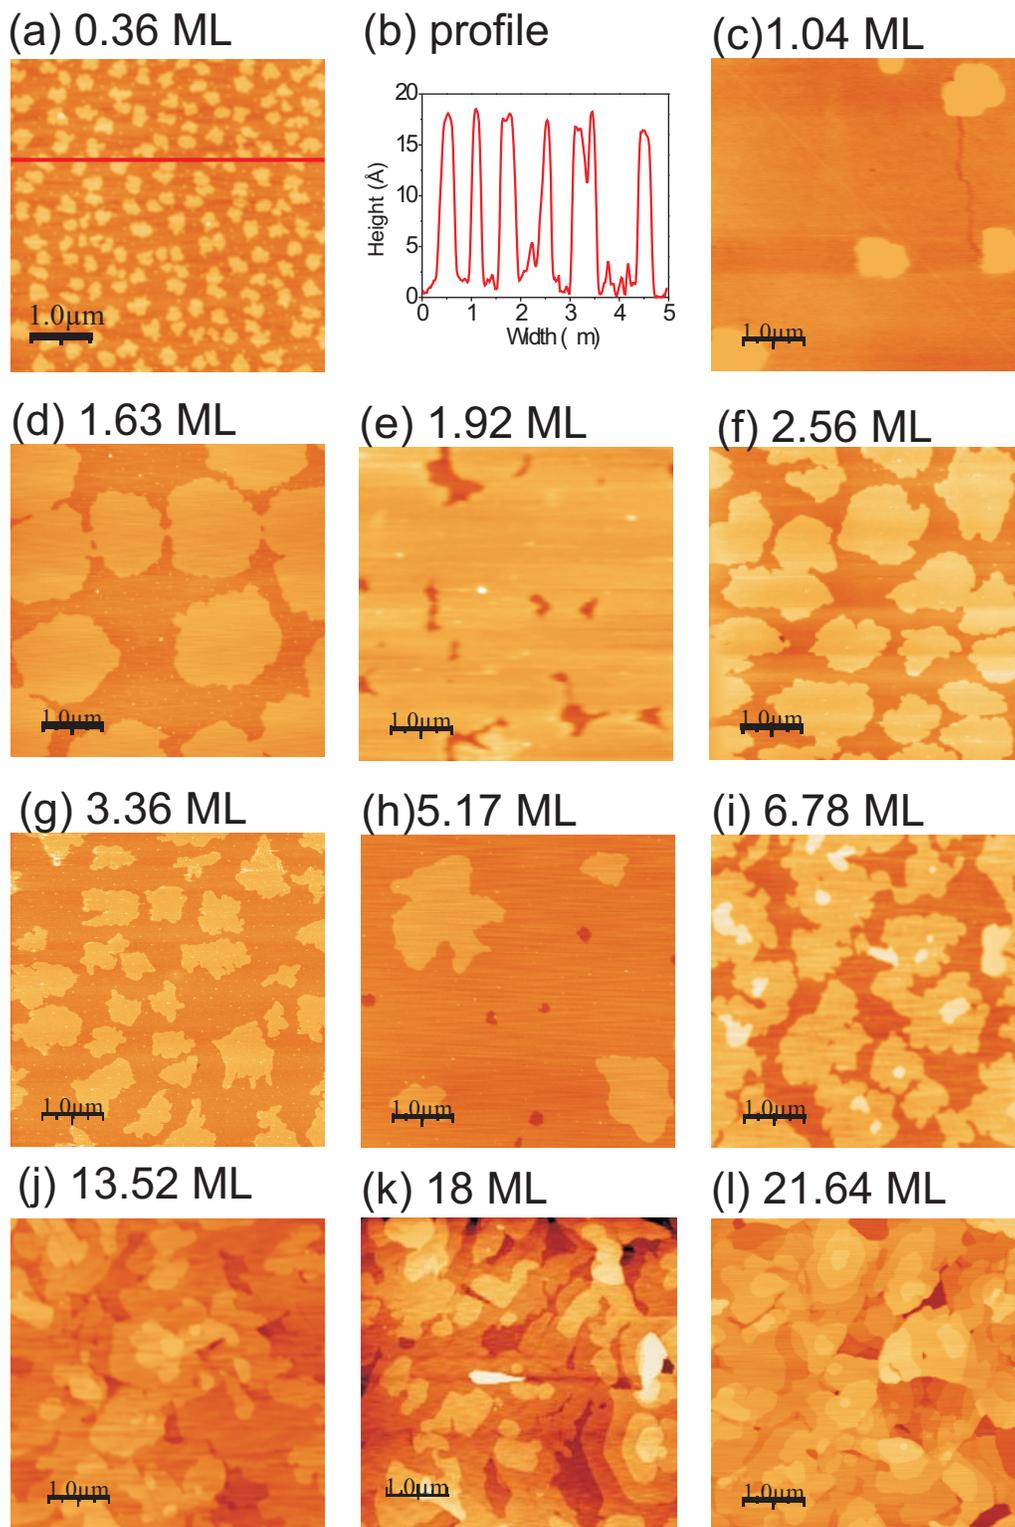 (a) 0.36 ML
(b) profile
(c)1.04 ML
1.0µm
Height (Å)
20
15
10
5
0
0 1 2 3 4 5
Width ( m)
1.0µm
(d) 1.63 ML
(e) 1.92 ML
(f) 2.56 ML
1.0µm
1.0µm
1.0µm
(g) 3.36 ML
(h)5.17 ML
(i) 6.78 ML
1.0µm
1.0µm
1.0µm
(j) 13.52 ML
(k) 18 ML
(l) 21.64 ML
1.0µm
1.0µm
1.0µm